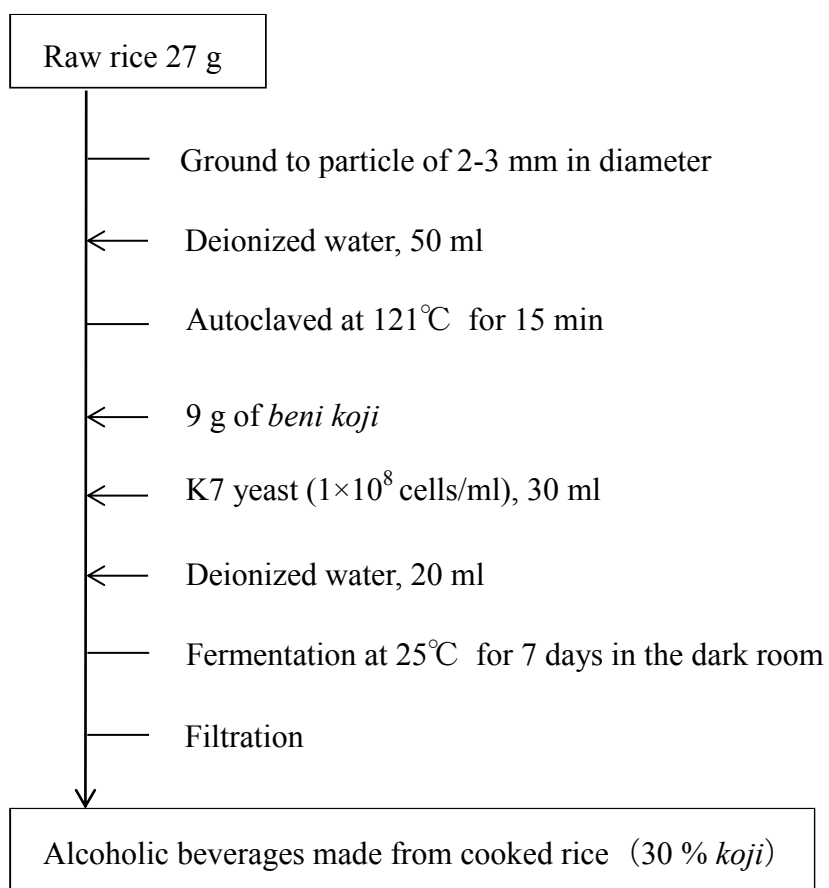 Raw rice 27 g
Ground to particle of 2-3 mm in diameter
Deionized water, 50 ml
Autoclaved at 121℃ for 15 min
9 g of beni koji
K7 yeast (1×10⁸ cells/ml), 30 ml
Deionized water, 20 ml
Fermentation at 25℃ for 7 days in the dark room
Filtration
Alcoholic beverages made from cooked rice（30 % koji）